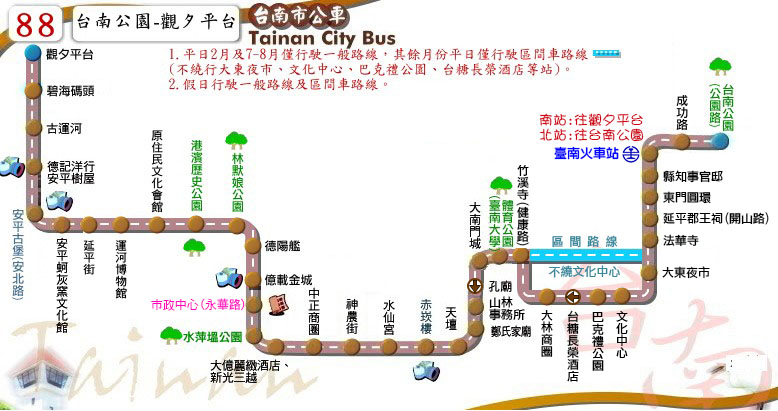 88
台南公園-觀夕平台
台南市公車
Tainan City Bus
1. 平日2月及7-8月僅行駛一般路線，其餘月份平日僅行駛區間車路線
(不繞行大東夜市、文化中心、巴克禮公園、台糖長榮酒店等站)。
2. 假日行駛一般路線及區間車路線。
觀夕平台
碧海碼頭
古運河
德記洋行
安平樹屋
安平古堡(安北路)
安平蚵灰窯文化館
延平街
運河博物館
原住民文化會館
港濱歷史公園
林默娘公園
德陽艦
億載金城
市政中心(永華路)
水萍塭公園
大億麗緻酒店、
新光三越
中正商圈
神農街
水仙宮
赤崁樓
天壇
鄭氏家廟
山林
事務所
孔廟
大南門城
體育公園
(臺南大學)
竹溪寺(健康路)
區間路線
不繞文化中心
大林商圈
台糖長榮酒店
巴克禮公園
文化中心
大東夜市
法華寺
延平郡王祠(開山路)
東門圓環
縣知事官邸
南站:往觀夕平台
北站:往台南公園
臺南火車站
成功路
台南公園
(公園路)
Tainan
台南